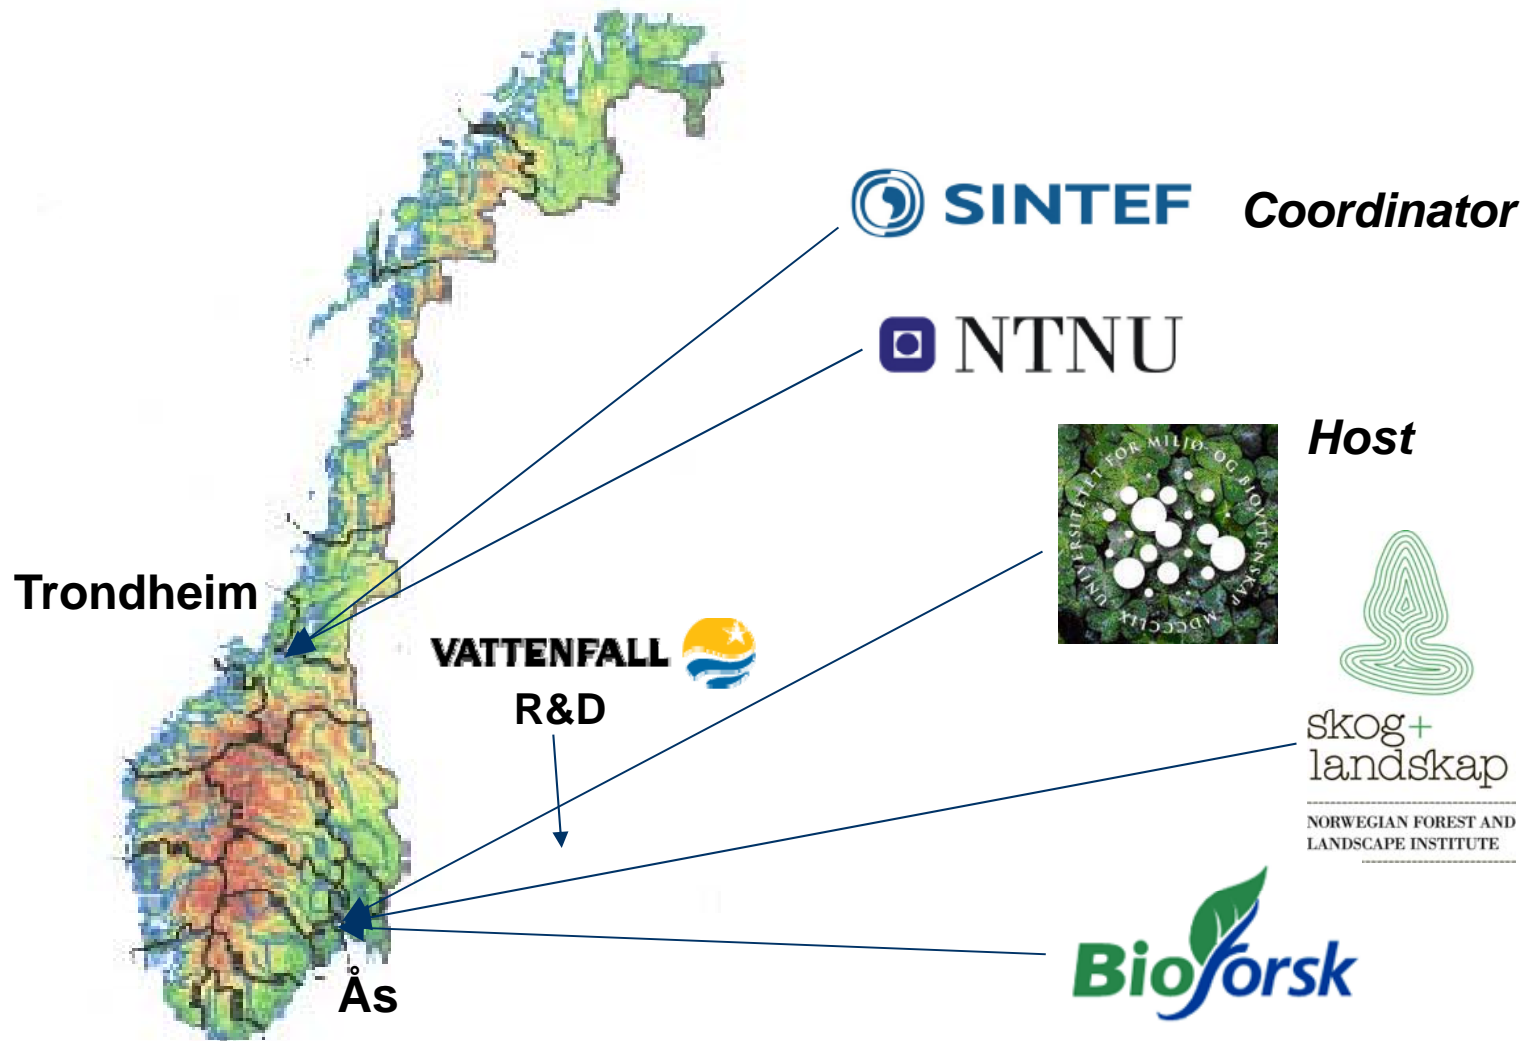 SINTEF
Coordinator
NTNU
Host
UNIVERSITETET FOR MILJØ- OG BIOVITENSKAP
MDCCCLIX
Trondheim
VATTENFALL
R&D
skog+
landskap
NORWEGIAN FOREST AND
LANDSCAPE INSTITUTE
Bioforsk
Ås